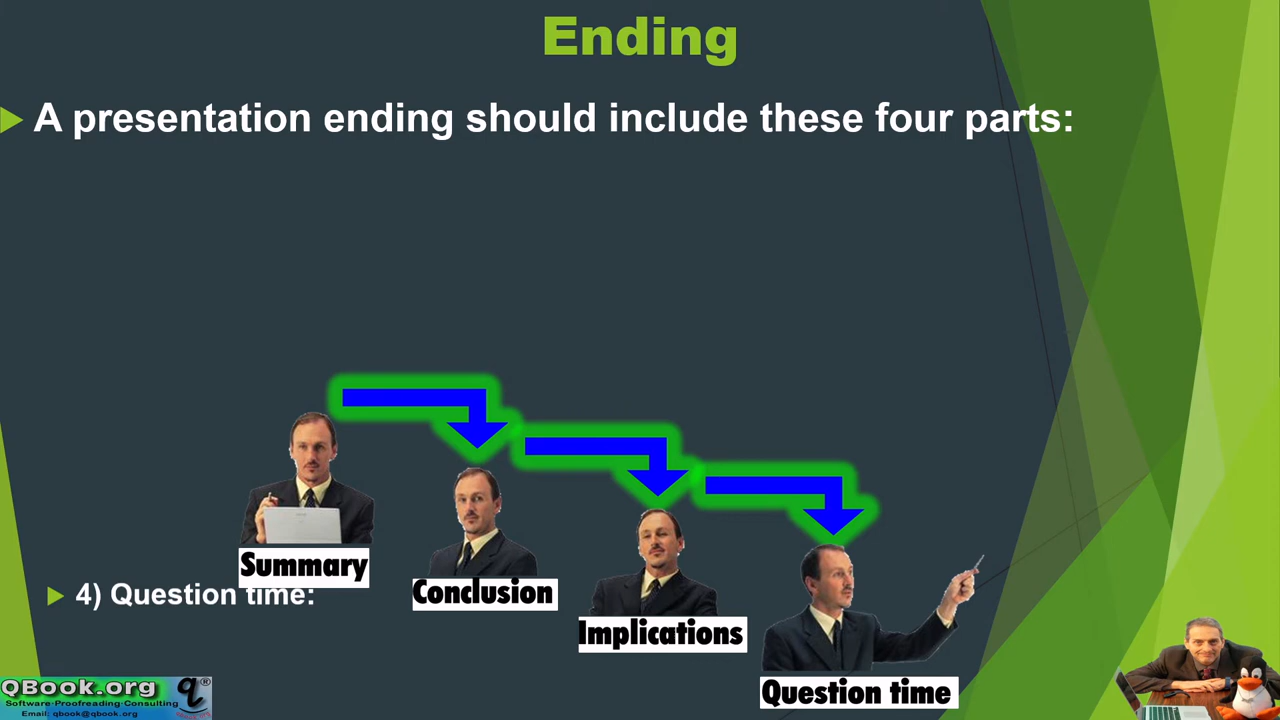 Ending
A presentation ending should include these four parts:
Summary
4) Question time:
Conclusion
Implications
Question time
QBook.org
q®
Software·Proofreading·Consulting
Email: qbook@qbook.org